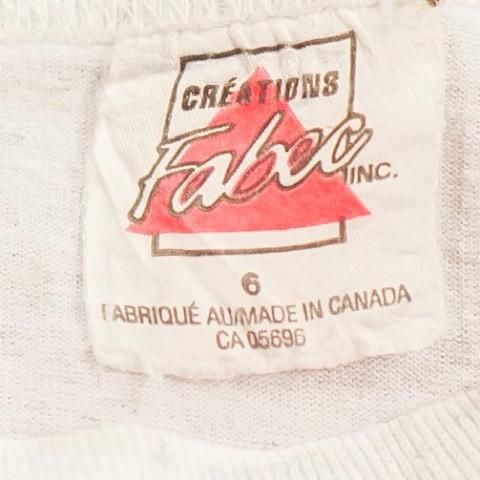 CRÉATIONS
Fabec INC.
6
FABRIQUÉ AU/MADE IN CANADA
CA 05696